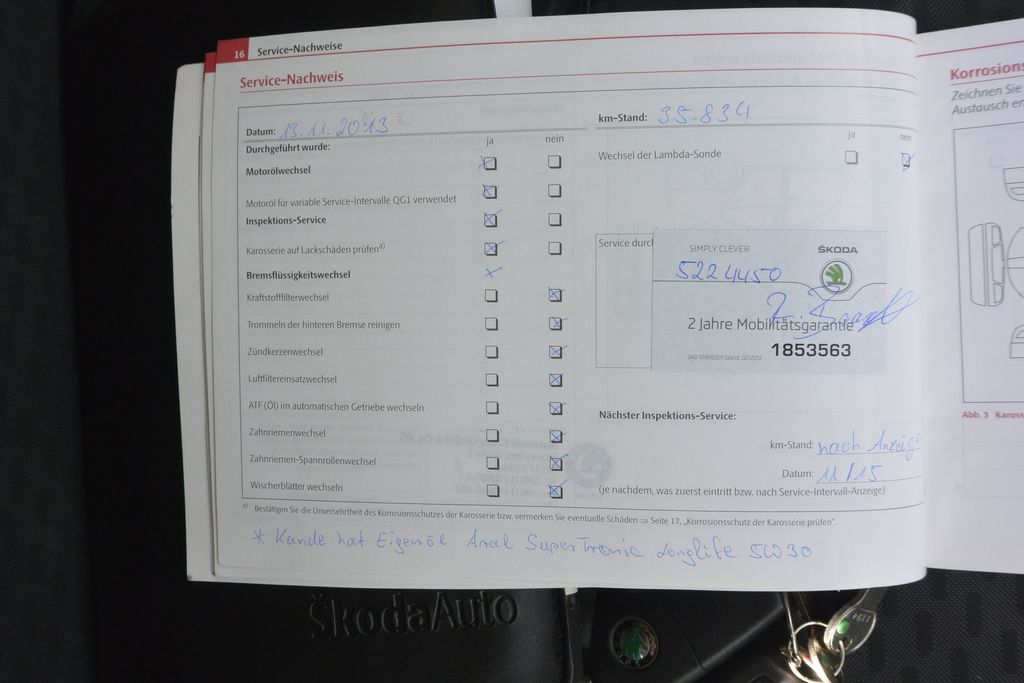 16 Service-Nachweise
Service-Nachweis
Datum: 13.11.2013
km-Stand: 35.834
Durchgeführt wurde: ja nein
ja nein
Motorölwechsel
Wechsel der Lambda-Sonde
Motoröl für variable Service-Intervalle QG1 verwendet
Inspektions-Service
Karosserie auf Lackschäden prüfen a)
Bremsflüssigkeitswechsel
Kraftstofffilterwechsel
Trommeln der hinteren Bremse reinigen
Zündkerzenwechsel
Luftfiltereinsatzwechsel
ATF (Öl) im automatischen Getriebe wechseln
Zahnriemenwechsel
Zahnriemen-Spannrollenwechsel
Wischerblätter wechseln
Service durch
SIMPLY CLEVER ŠKODA
5224450
2 Jahre Mobilitätsgarantie
SAD 51966901 Stand: 02/2012
1853563
Nächster Inspektions-Service:
km-Stand: nach Anzeige
Datum: 11/15
(je nachdem, was zuerst eintritt bzw. nach Service-Intervall-Anzeige)
a) Bestätigen Sie die Unversehrtheit des Korrosionsschutzes der Karosserie bzw. vermerken Sie eventuelle Schäden ⇒ Seite 17, „Korrosionsschutz der Karosserie prüfen".
* Kunde hat Eigenöl Aral SuperTronic Longlife 5W30
Korrosions
Zeichnen Sie
Austausch er
Abb. 3 Kaross
ŠkodaAuto